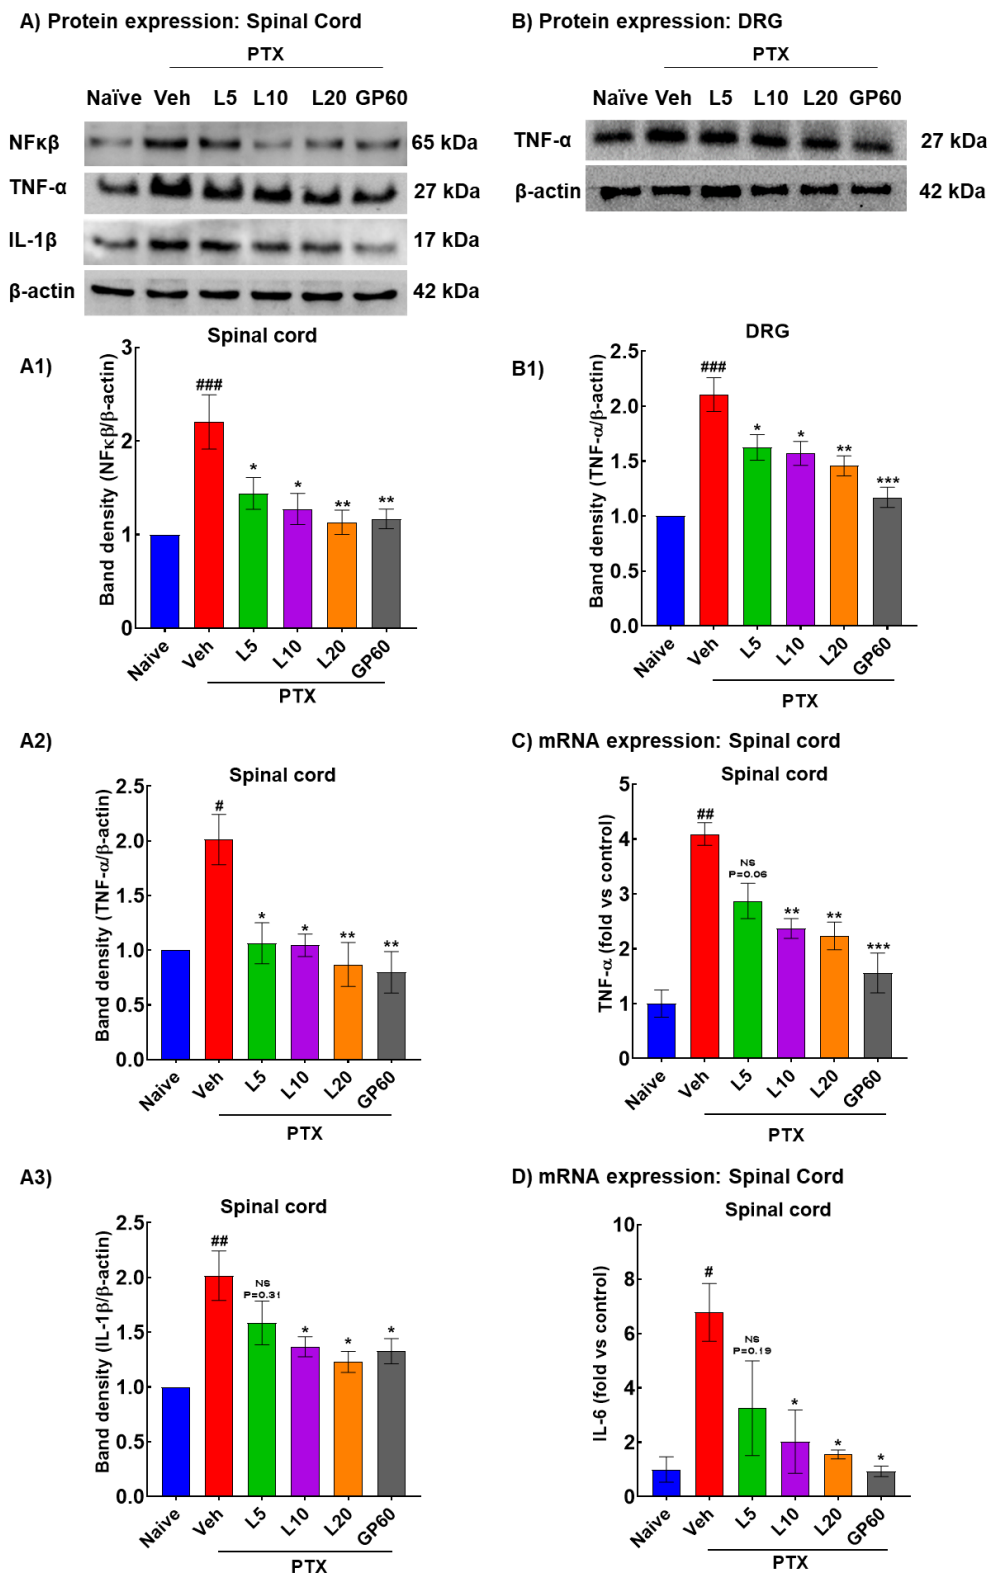 A) Protein expression: Spinal Cord
PTX
Naïve Veh L5 L10 L20 GP60
NFκβ 65 kDa
TNF-α 27 kDa
IL-1β 17 kDa
β-actin 42 kDa
B) Protein expression: DRG
PTX
Naïve Veh L5 L10 L20 GP60
TNF-α 27 kDa
β-actin 42 kDa
A1)
Spinal cord
Band density (NFκβ/β-actin)
3
2
1
0
###
*
*
**
**
Naive Veh L5 L10 L20 GP60
PTX
B1)
DRG
Band density (TNF-α/β-actin)
2.5
2.0
1.5
1.0
0.5
0.0
###
*
*
**
***
Naive Veh L5 L10 L20 GP60
PTX
A2)
Spinal cord
Band density (TNF-α/β-actin)
2.5
2.0
1.5
1.0
0.5
0.0
#
*
*
**
**
Naive Veh L5 L10 L20 GP60
PTX
C) mRNA expression: Spinal cord
Spinal cord
TNF-α (fold vs control)
5
4
3
2
1
0
##
NS
P=0.06
**
**
***
Naive Veh L5 L10 L20 GP60
PTX
A3)
Spinal cord
Band density (IL-1β/β-actin)
2.5
2.0
1.5
1.0
0.5
0.0
##
NS
P=0.31
*
*
*
Naive Veh L5 L10 L20 GP60
PTX
D) mRNA expression: Spinal Cord
Spinal cord
IL-6 (fold vs control)
10
8
6
4
2
0
#
NS
P=0.19
*
*
*
Naive Veh L5 L10 L20 GP60
PTX